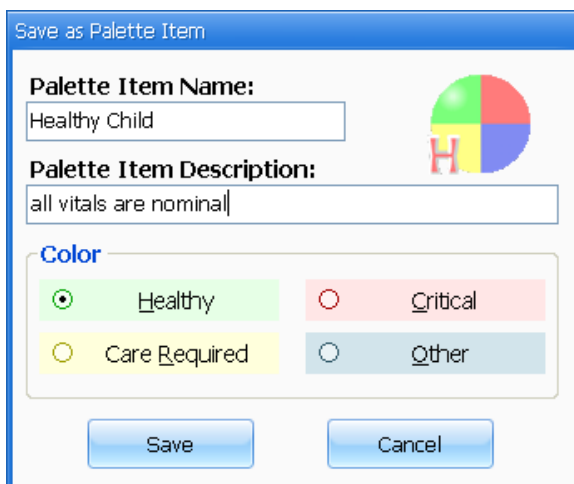 Save as Palette Item
Palette Item Name:
Healthy Child
H
Palette Item Description:
all vitals are nominal
Color
Healthy
Critical
Care Required
Other
Save
Cancel